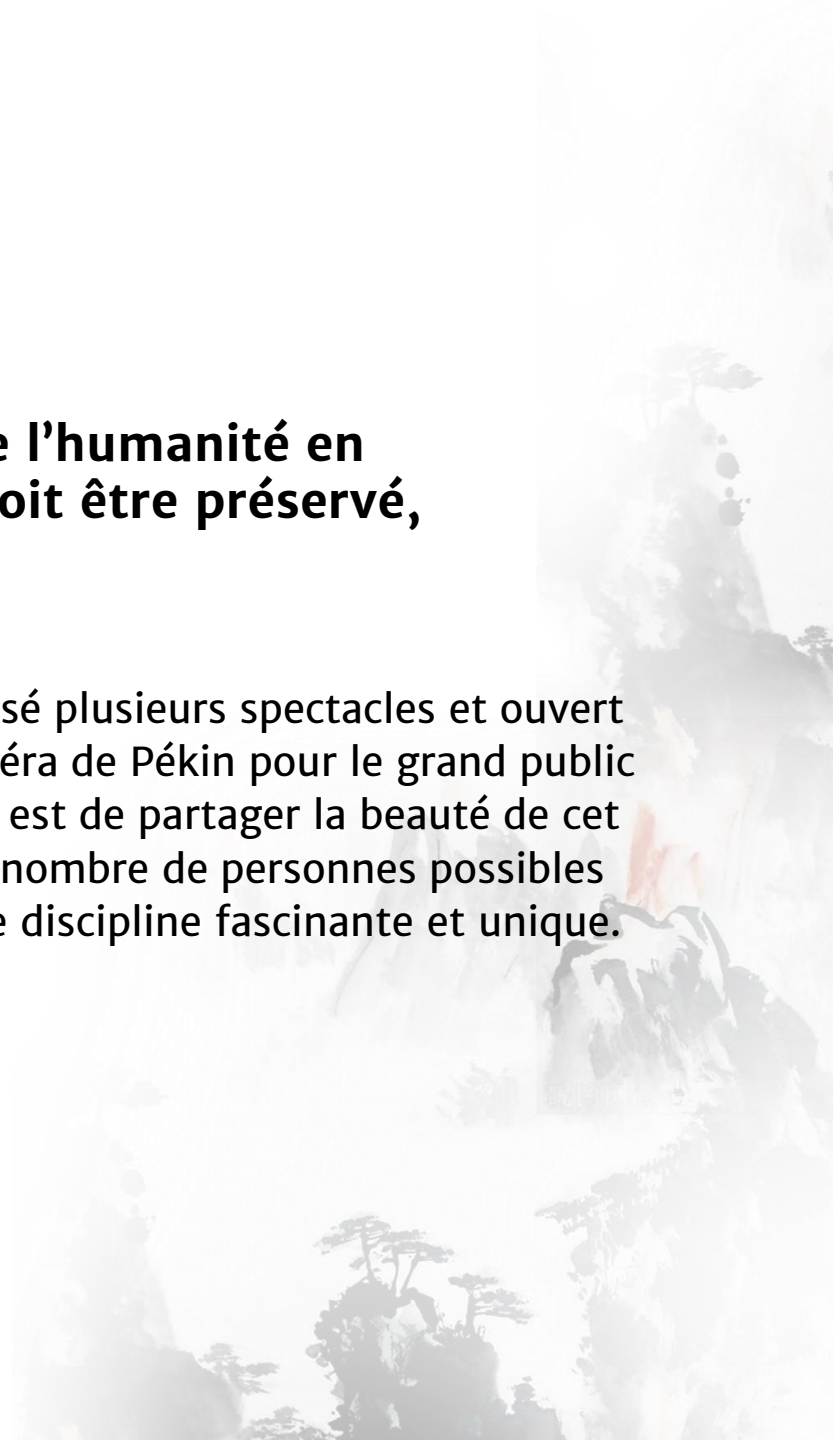 e l’humanité en
oit être préservé,
sé plusieurs spectacles et ouvert
éra de Pékin pour le grand public
est de partager la beauté de cet
nombre de personnes possibles
e discipline fascinante et unique.